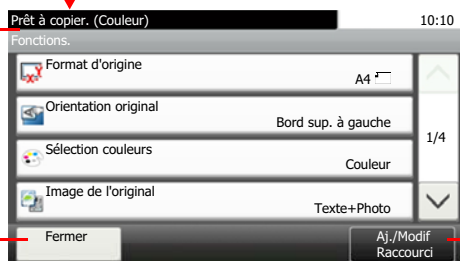 Prêt à copier. (Couleur)
10:10
Fonctions.
Format d'origine
A4
Orientation original
Bord sup. à gauche
Sélection couleurs
Couleur
Image de l'original
Texte+Photo
1/4
Fermer
Aj./Modif
Raccourci